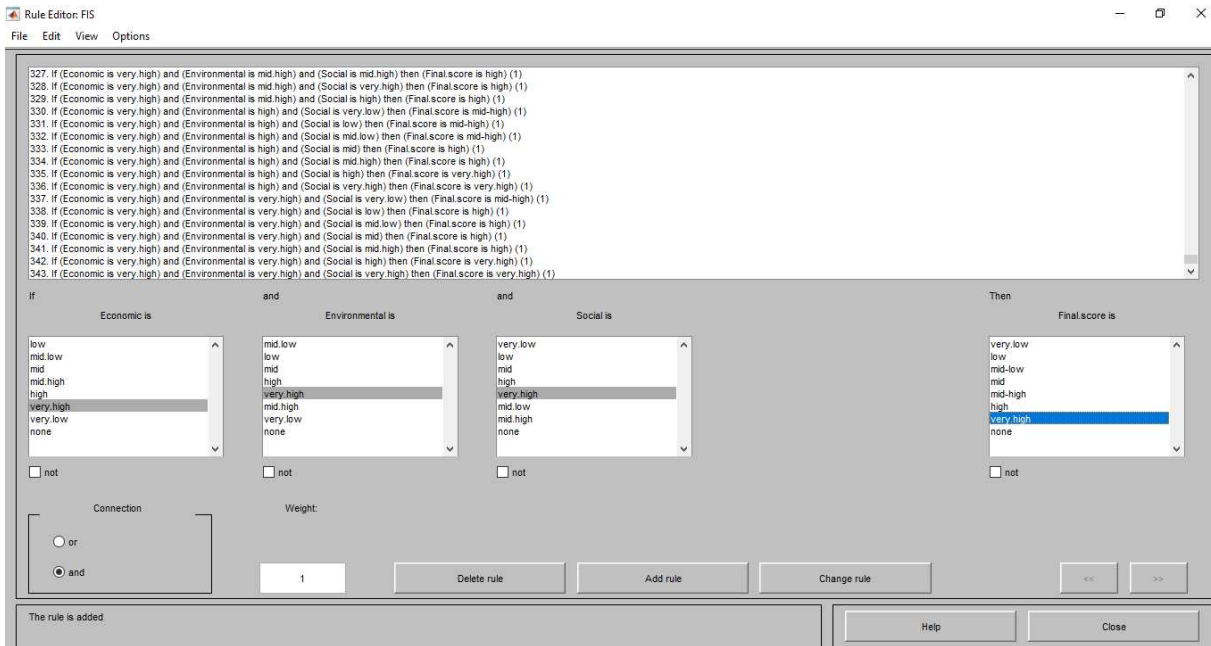 Rule Editor: FIS
File Edit View Options
327. If (Economic is very.high) and (Environmental is mid.high) and (Social is mid.high) then (Final.score is high) (1)
328. If (Economic is very.high) and (Environmental is mid.high) and (Social is very.high) then (Final.score is high) (1)
329. If (Economic is very.high) and (Environmental is mid.high) and (Social is high) then (Final.score is high) (1)
330. If (Economic is very.high) and (Environmental is high) and (Social is very.low) then (Final.score is mid-high) (1)
331. If (Economic is very.high) and (Environmental is high) and (Social is low) then (Final.score is mid-high) (1)
332. If (Economic is very.high) and (Environmental is high) and (Social is mid.low) then (Final.score is mid-high) (1)
333. If (Economic is very.high) and (Environmental is high) and (Social is mid) then (Final.score is high) (1)
334. If (Economic is very.high) and (Environmental is high) and (Social is mid.high) then (Final.score is high) (1)
335. If (Economic is very.high) and (Environmental is high) and (Social is high) then (Final.score is very.high) (1)
336. If (Economic is very.high) and (Environmental is high) and (Social is very.high) then (Final.score is very.high) (1)
337. If (Economic is very.high) and (Environmental is very.high) and (Social is very.low) then (Final.score is mid-high) (1)
338. If (Economic is very.high) and (Environmental is very.high) and (Social is low) then (Final.score is high) (1)
339. If (Economic is very.high) and (Environmental is very.high) and (Social is mid.low) then (Final.score is high) (1)
340. If (Economic is very.high) and (Environmental is very.high) and (Social is mid) then (Final.score is high) (1)
341. If (Economic is very.high) and (Environmental is very.high) and (Social is mid.high) then (Final.score is high) (1)
342. If (Economic is very.high) and (Environmental is very.high) and (Social is high) then (Final.score is very.high) (1)
343. If (Economic is very.high) and (Environmental is very.high) and (Social is very.high) then (Final.score is very.high) (1)
If and and Then
Economic is Environmental is Social is Final.score is
low
mid.low
mid
mid.high
high
very.high
very.low
none
mid.low
low
mid
high
very.high
mid.high
very.low
none
very.low
low
mid
high
very.high
mid.low
mid.high
none
very.low
low
mid-low
mid
mid-high
high
very.high
none
not not not not
Connection
or
and
Weight:
1
Delete rule Add rule Change rule << >>
The rule is added
Help Close